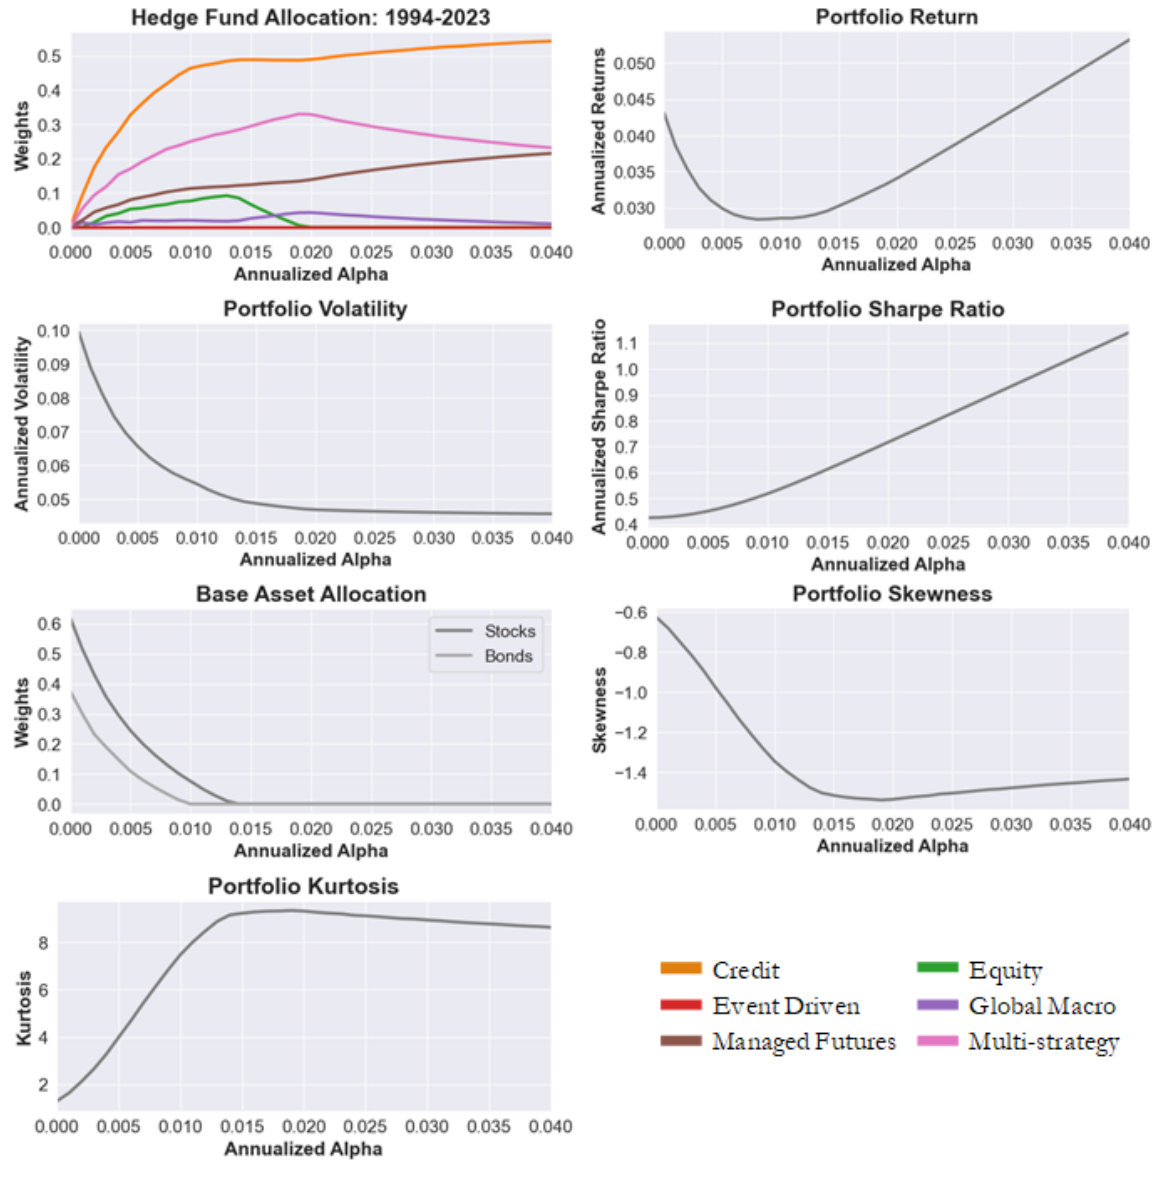 Hedge Fund Allocation: 1994-2023
Weights
0.5
0.4
0.3
0.2
0.1
0.0
0.000 0.005 0.010 0.015 0.020 0.025 0.030 0.035 0.040
Annualized Alpha
Portfolio Return
Annualized Returns
0.050
0.045
0.040
0.035
0.030
0.000 0.005 0.010 0.015 0.020 0.025 0.030 0.035 0.040
Annualized Alpha
Portfolio Volatility
Annualized Volatility
0.10
0.09
0.08
0.07
0.06
0.05
0.000 0.005 0.010 0.015 0.020 0.025 0.030 0.035 0.040
Annualized Alpha
Portfolio Sharpe Ratio
Annualized Sharpe Ratio
1.1
1.0
0.9
0.8
0.7
0.6
0.5
0.4
0.000 0.005 0.010 0.015 0.020 0.025 0.030 0.035 0.040
Annualized Alpha
Base Asset Allocation
Weights
0.6
0.5
0.4
0.3
0.2
0.1
0.0
Stocks
Bonds
0.000 0.005 0.010 0.015 0.020 0.025 0.030 0.035 0.040
Annualized Alpha
Portfolio Skewness
Skewness
−0.6
−0.8
−1.0
−1.2
−1.4
0.000 0.005 0.010 0.015 0.020 0.025 0.030 0.035 0.040
Annualized Alpha
Portfolio Kurtosis
Kurtosis
8
6
4
2
0.000 0.005 0.010 0.015 0.020 0.025 0.030 0.035 0.040
Annualized Alpha
Credit
Event Driven
Managed Futures
Equity
Global Macro
Multi-strategy